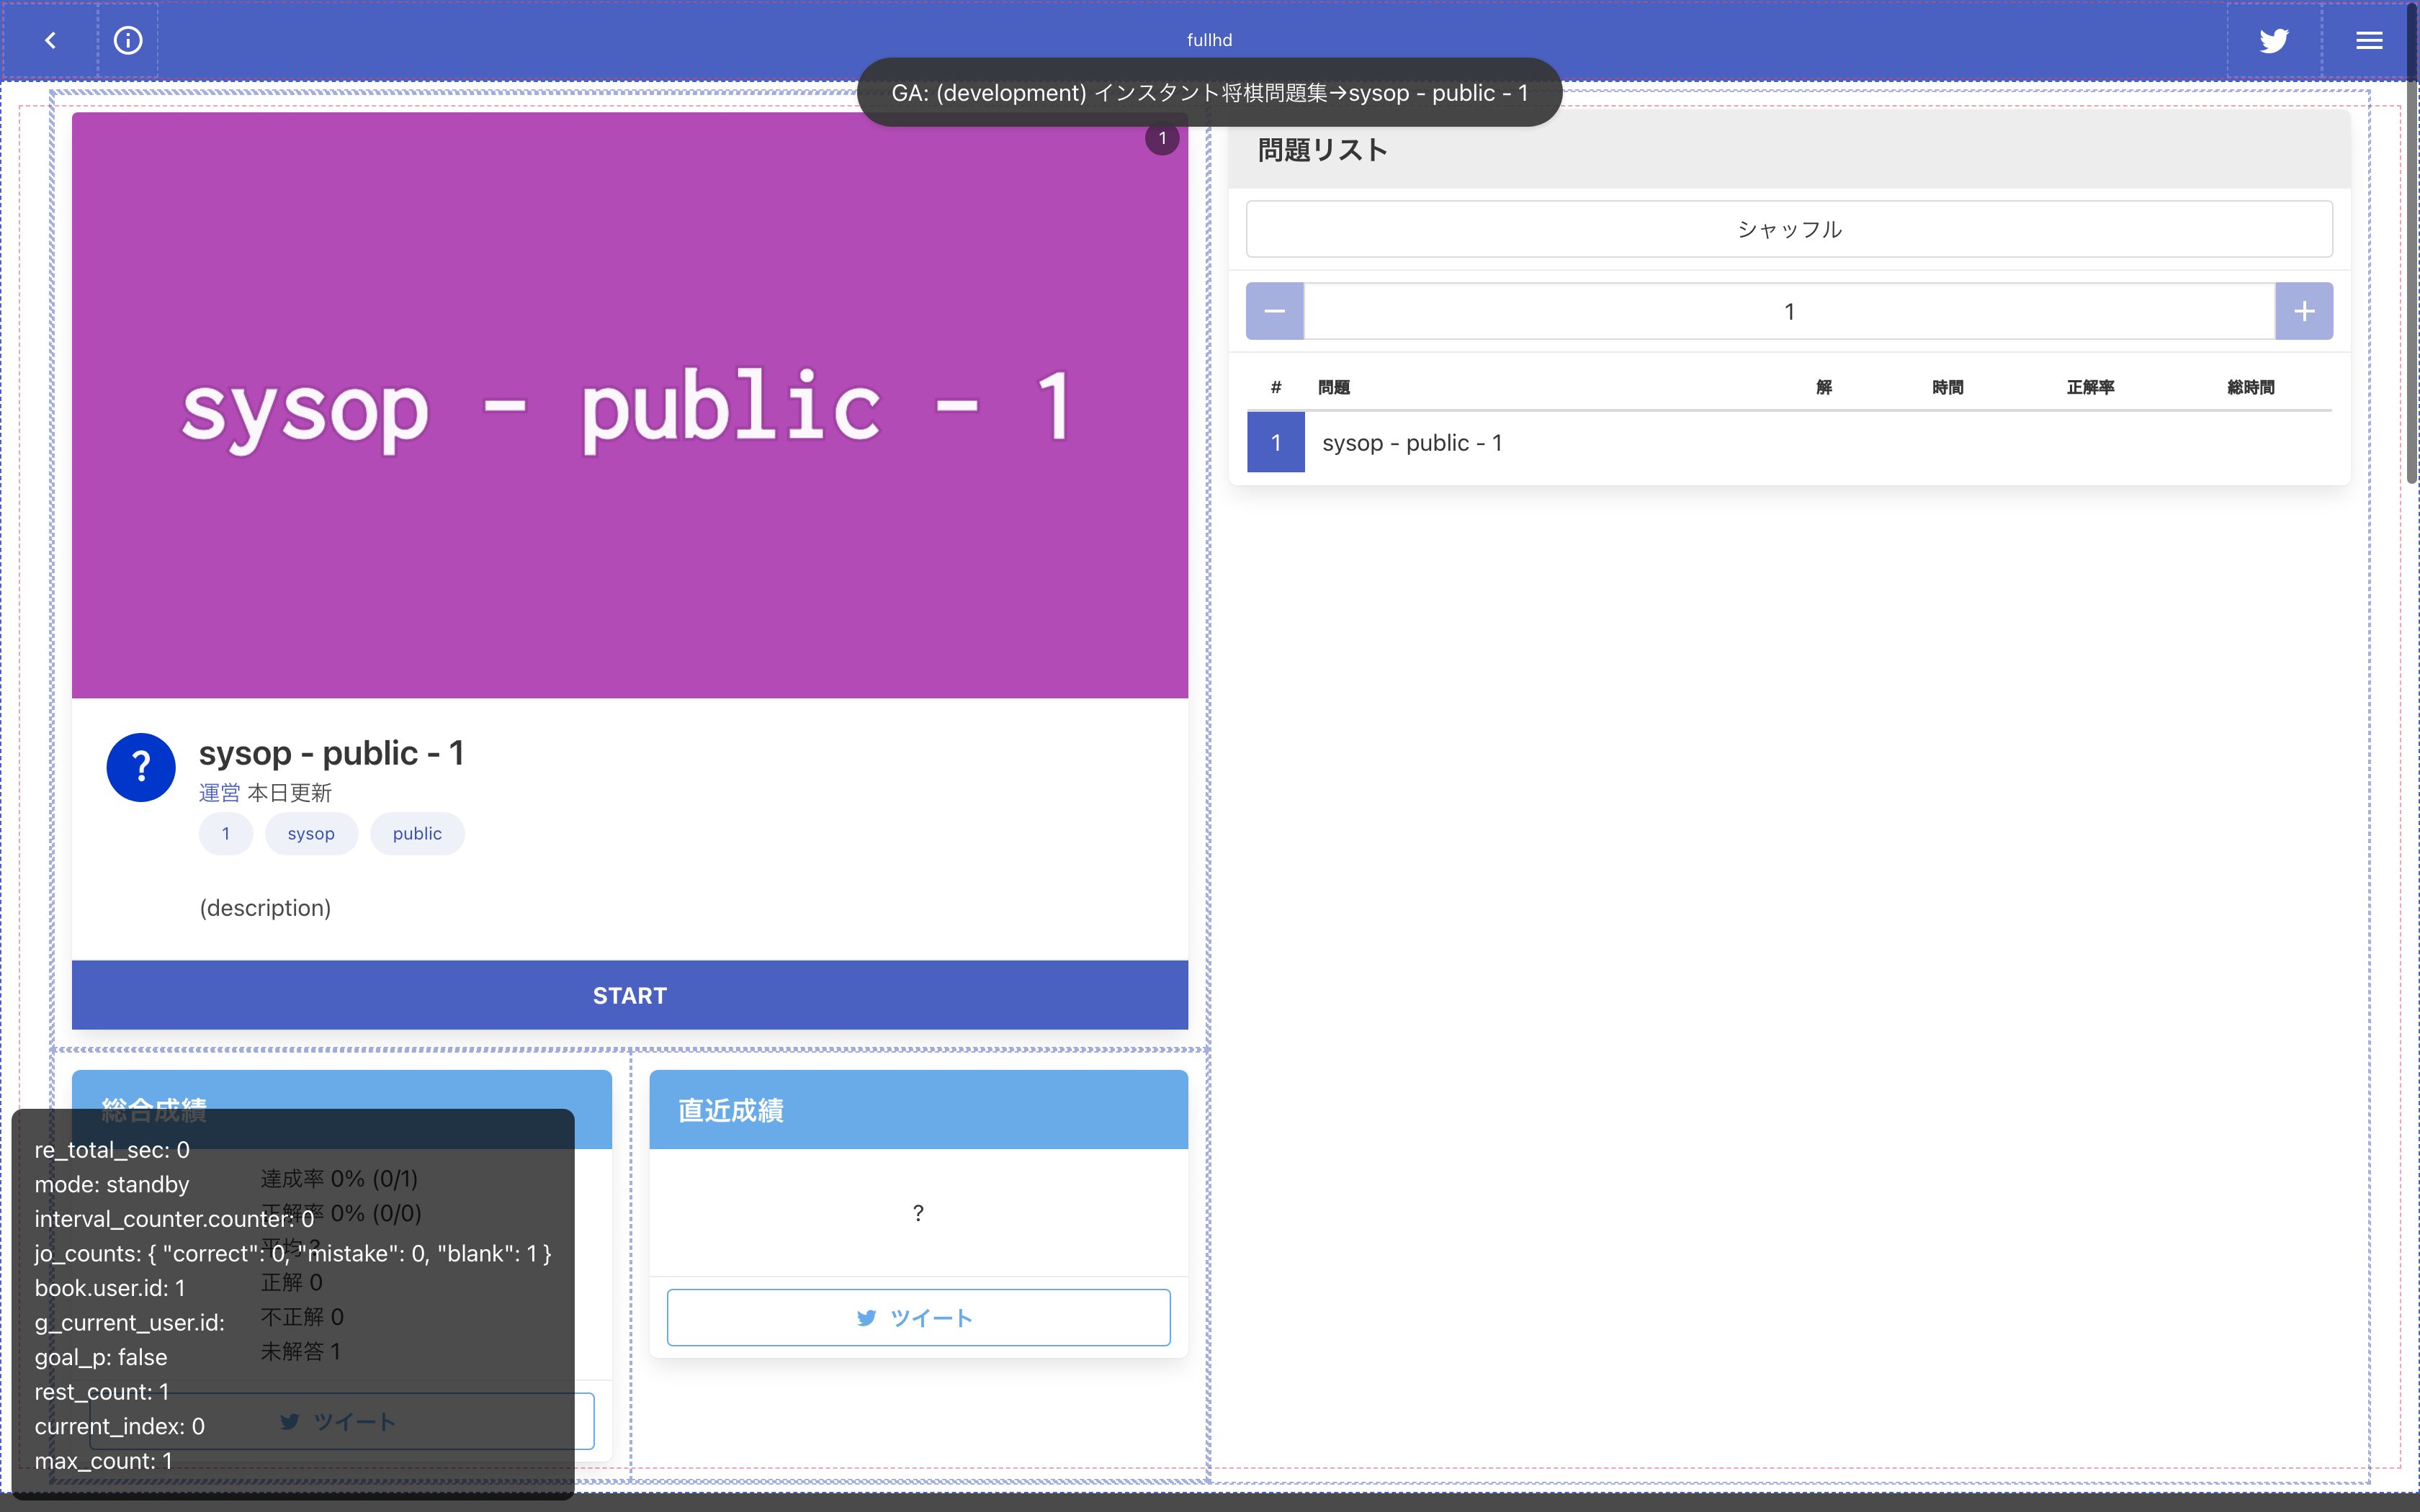 fullhd
GA: (development) インスタント将棋問題集→sysop - public - 1
1
sysop - public - 1
?
sysop - public - 1
運営 本日更新
1 sysop public
(description)
START
総合成績
達成率 0% (0/1)
正解率 0% (0/0)
平均 ?
正解 0
不正解 0
未解答 1
ツイート
re_total_sec: 0
mode: standby
interval_counter.counter: 0
jo_counts: { "correct": 0, "mistake": 0, "blank": 1 }
book.user.id: 1
g_current_user.id:
goal_p: false
rest_count: 1
current_index: 0
max_count: 1
直近成績
?
ツイート
問題リスト
シャッフル
1
# 問題 解 時間 正解率 総時間
1 sysop - public - 1